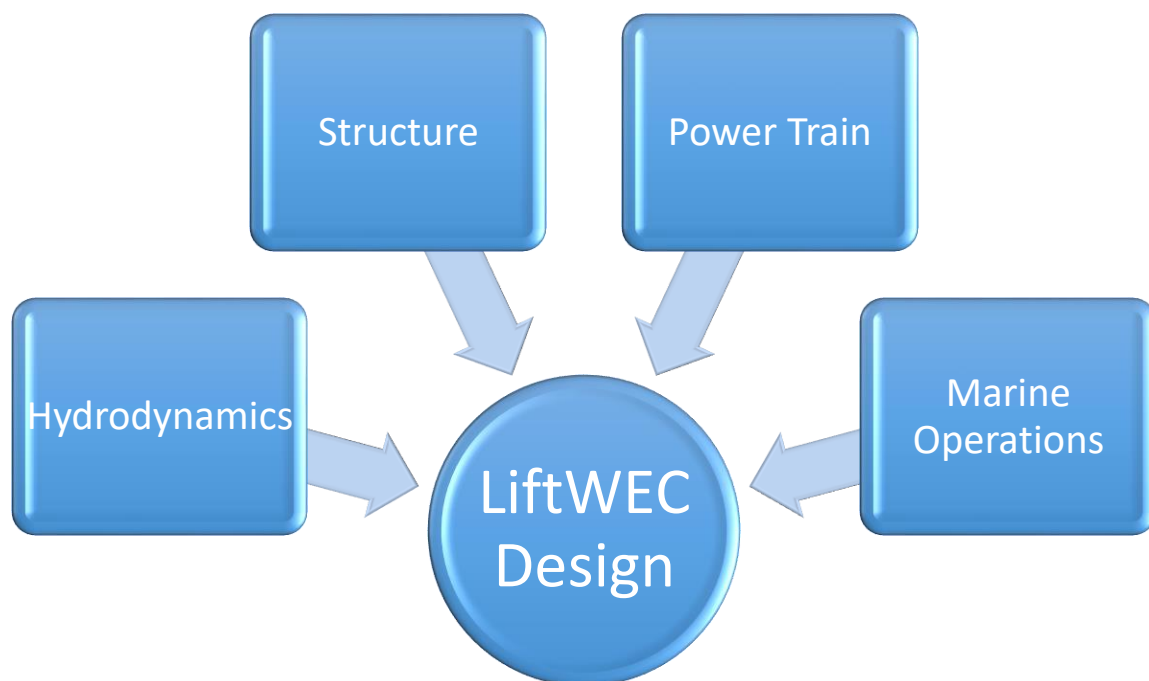 Structure
Power Train
Hydrodynamics
Marine
Operations
LiftWEC
Design